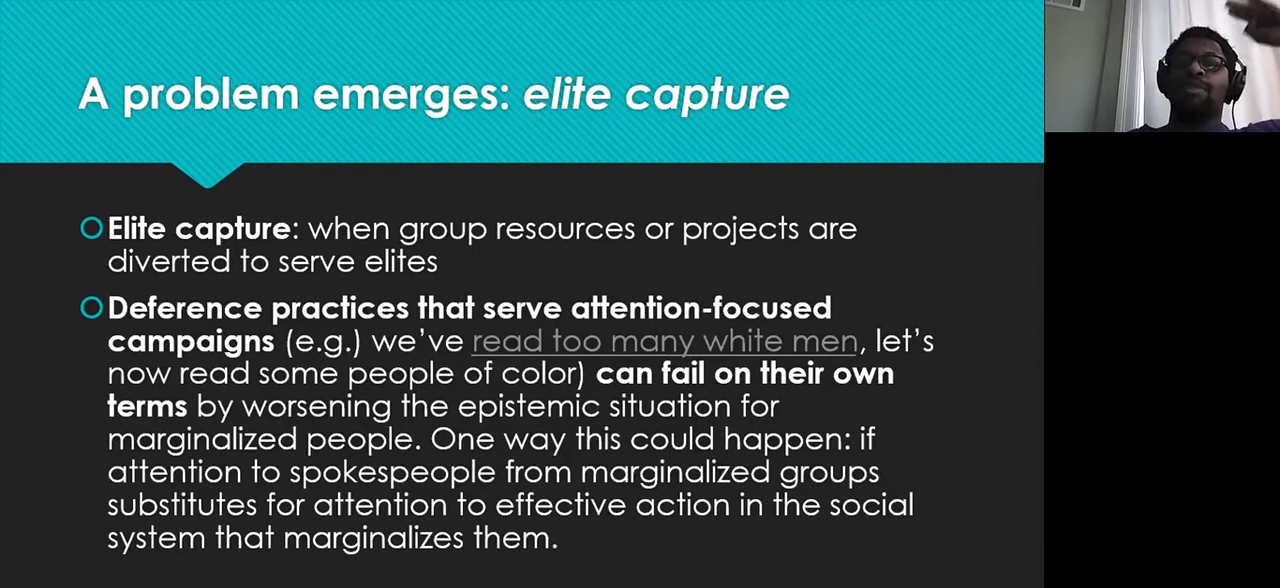 A problem emerges: elite capture
Elite capture: when group resources or projects are
diverted to serve elites
Deference practices that serve attention-focused
campaigns (e.g.) we’ve read too many white men, let’s
now read some people of color) can fail on their own
terms by worsening the epistemic situation for
marginalized people. One way this could happen: if
attention to spokespeople from marginalized groups
substitutes for attention to effective action in the social
system that marginalizes them.